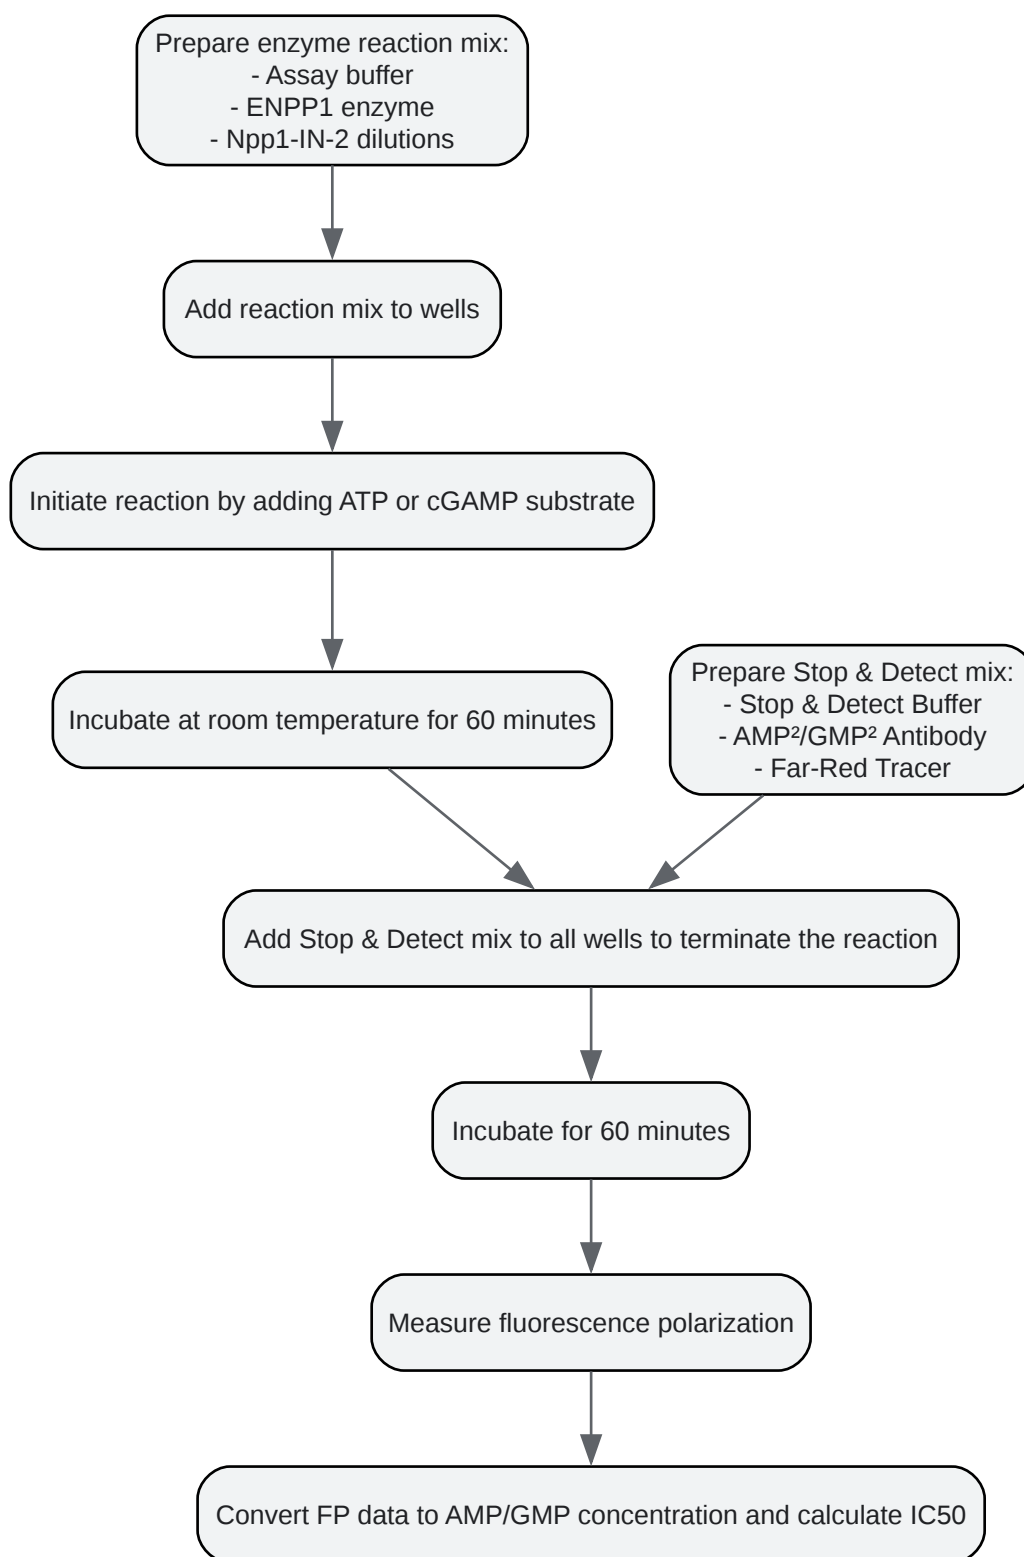 Prepare enzyme reaction mix:
- Assay buffer
- ENPP1 enzyme
- Npp1-IN-2 dilutions
Add reaction mix to wells
Initiate reaction by adding ATP or cGAMP substrate
Incubate at room temperature for 60 minutes
Prepare Stop & Detect mix:
- Stop & Detect Buffer
- AMP²/GMP² Antibody
- Far-Red Tracer
Add Stop & Detect mix to all wells to terminate the reaction
Incubate for 60 minutes
Measure fluorescence polarization
Convert FP data to AMP/GMP concentration and calculate IC50